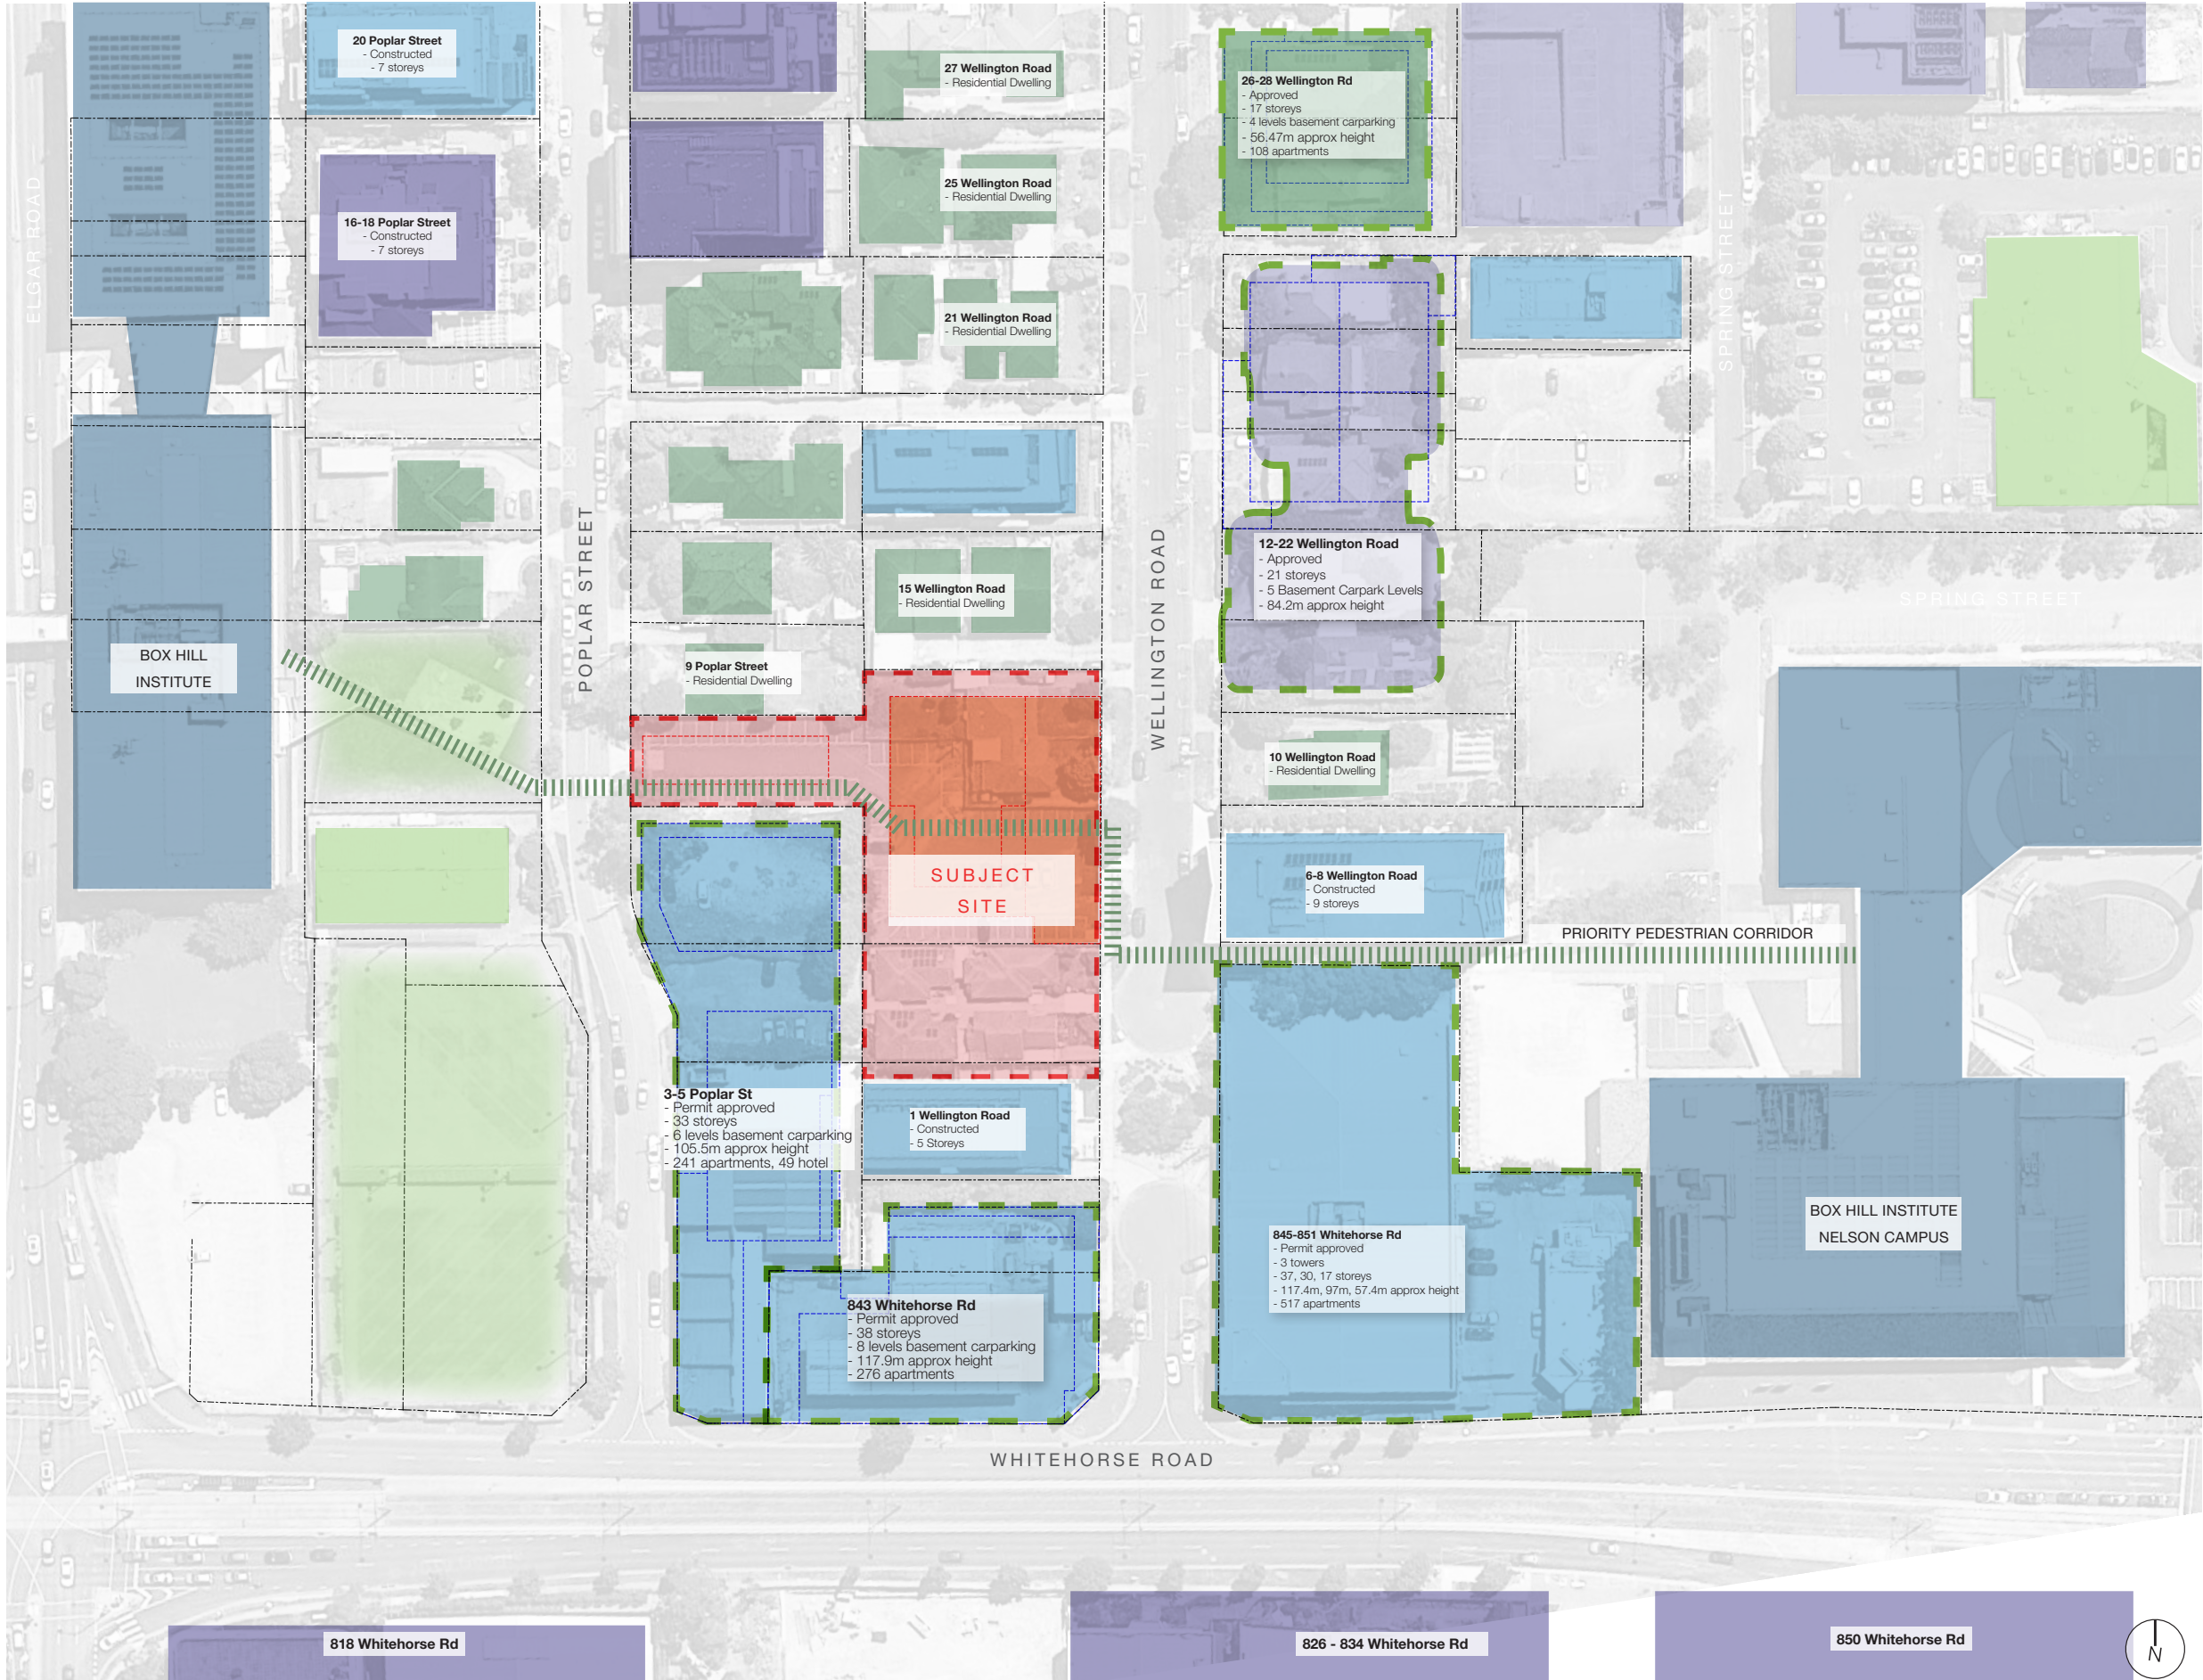 20 Poplar Street
- Constructed
- 7 storeys
27 Wellington Road
- Residential Dwelling
26-28 Wellington Rd
- Approved
- 17 storeys
- 4 levels basement carparking
- 56.47m approx height
- 108 apartments
16-18 Poplar Street
- Constructed
- 7 storeys
25 Wellington Road
- Residential Dwelling
ELGAR ROAD
SPRING STREET
21 Wellington Road
- Residential Dwelling
POPLAR STREET
WELLINGTON ROAD
12-22 Wellington Road
- Approved
- 21 storeys
- 5 Basement Carpark Levels
- 84.2m approx height
15 Wellington Road
- Residential Dwelling
SPRING STREET
BOX HILL
INSTITUTE
9 Poplar Street
- Residential Dwelling
10 Wellington Road
- Residential Dwelling
SUBJECT
SITE
6-8 Wellington Road
- Constructed
- 9 storeys
PRIORITY PEDESTRIAN CORRIDOR
3-5 Poplar St
- Permit approved
- 33 storeys
- 6 levels basement carparking
- 105.5m approx height
- 241 apartments, 49 hotel
1 Wellington Road
- Constructed
- 5 Storeys
BOX HILL INSTITUTE
NELSON CAMPUS
845-851 Whitehorse Rd
- Permit approved
- 3 towers
- 37, 30, 17 storeys
- 117.4m, 97m, 57.4m approx height
- 517 apartments
843 Whitehorse Rd
- Permit approved
- 38 storeys
- 8 levels basement carparking
- 117.9m approx height
- 276 apartments
WHITEHORSE ROAD
818 Whitehorse Rd
826 - 834 Whitehorse Rd
850 Whitehorse Rd
N